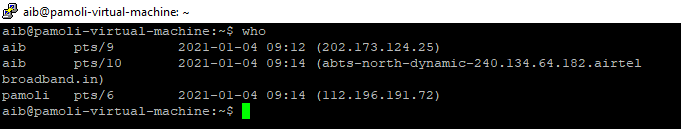 aib@pamoli-virtual-machine: ~
aib@pamoli-virtual-machine:~$ who
aib      pts/9        2021-01-04 09:12 (202.173.124.25)
aib      pts/10       2021-01-04 09:14 (abts-north-dynamic-240.134.64.182.airtel
broadband.in)
pamoli   pts/6        2021-01-04 09:14 (112.196.191.72)
aib@pamoli-virtual-machine:~$